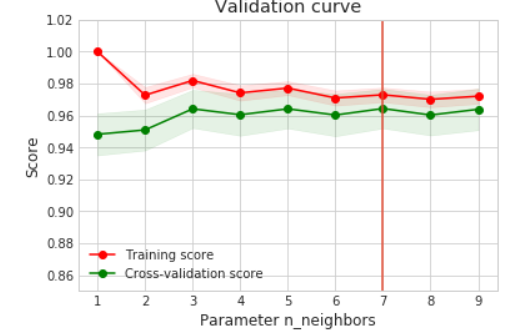 Validation curve
1.02
1.00
0.98
0.96
0.94
0.92
0.90
0.88
0.86
Score
Training score
Cross-validation score
1 2 3 4 5 6 7 8 9
Parameter n_neighbors